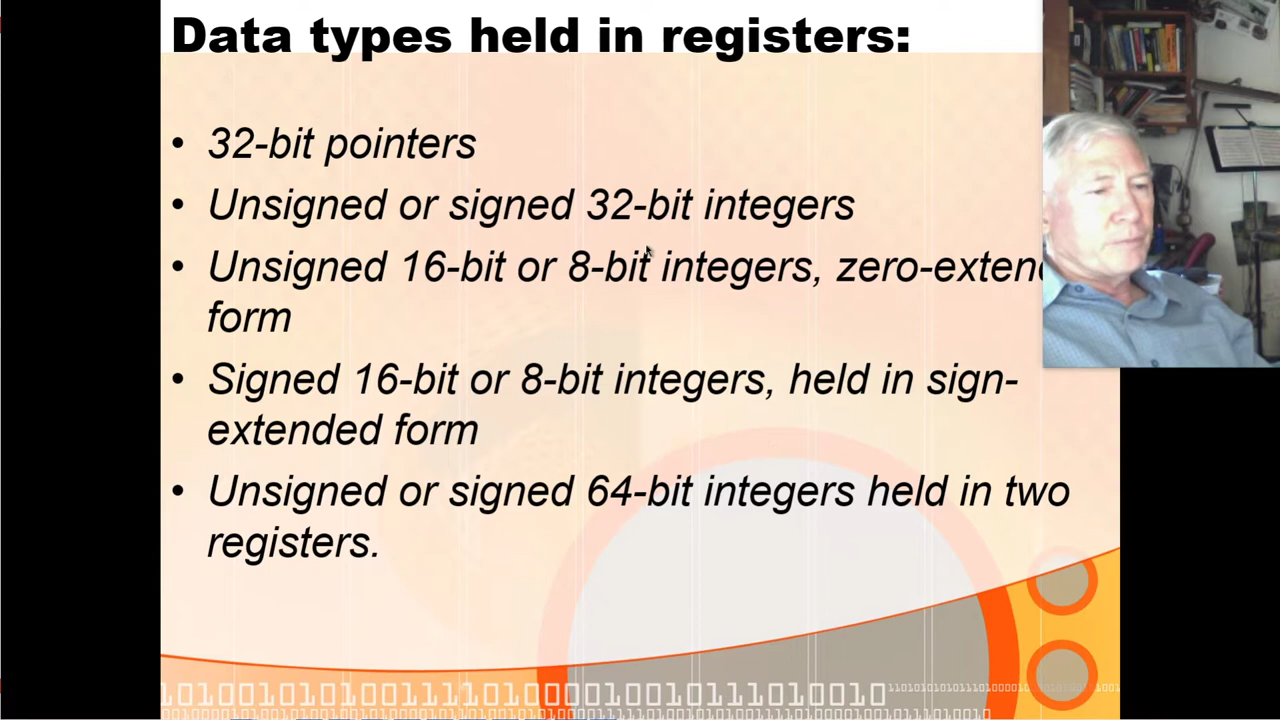 Data types held in registers:
• 32-bit pointers
• Unsigned or signed 32-bit integers
• Unsigned 16-bit or 8-bit integers, zero-exten
form
• Signed 16-bit or 8-bit integers, held in sign-
extended form
• Unsigned or signed 64-bit integers held in two
registers.